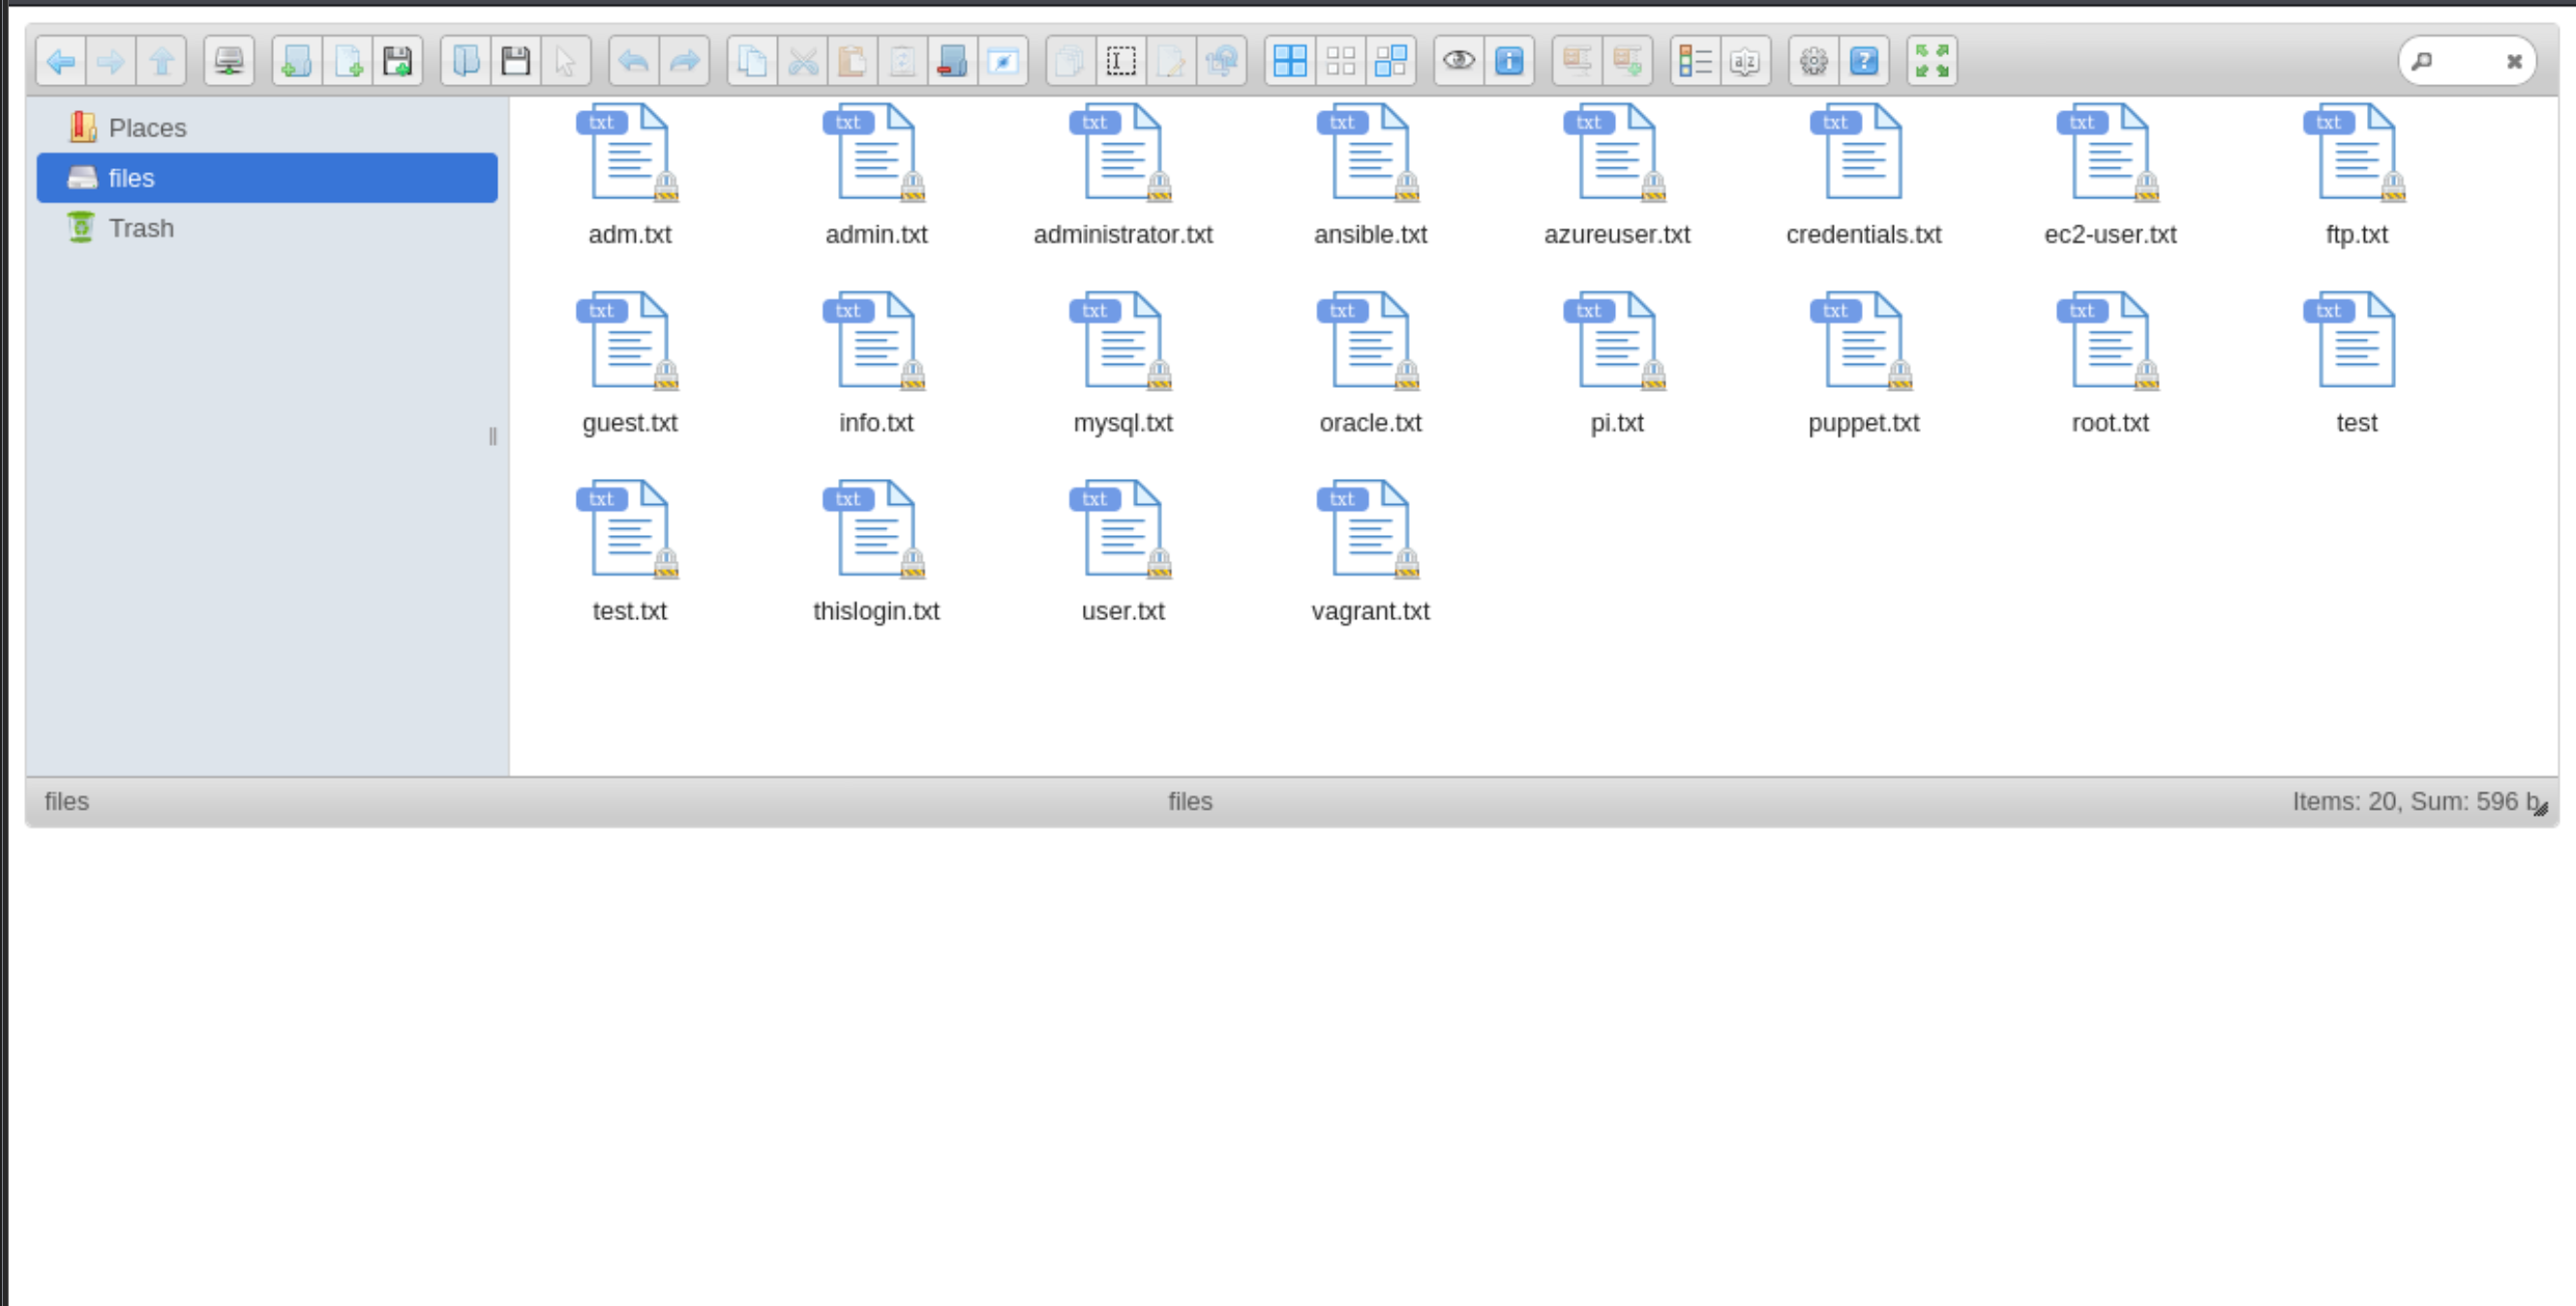 Places
files
Trash
txt txt txt txt txt txt txt txt
adm.txt admin.txt administrator.txt ansible.txt azureuser.txt credentials.txt ec2-user.txt ftp.txt
txt txt txt txt txt txt txt txt
guest.txt info.txt mysql.txt oracle.txt pi.txt puppet.txt root.txt test
txt txt txt txt
test.txt thislogin.txt user.txt vagrant.txt
files files Items: 20, Sum: 596 b